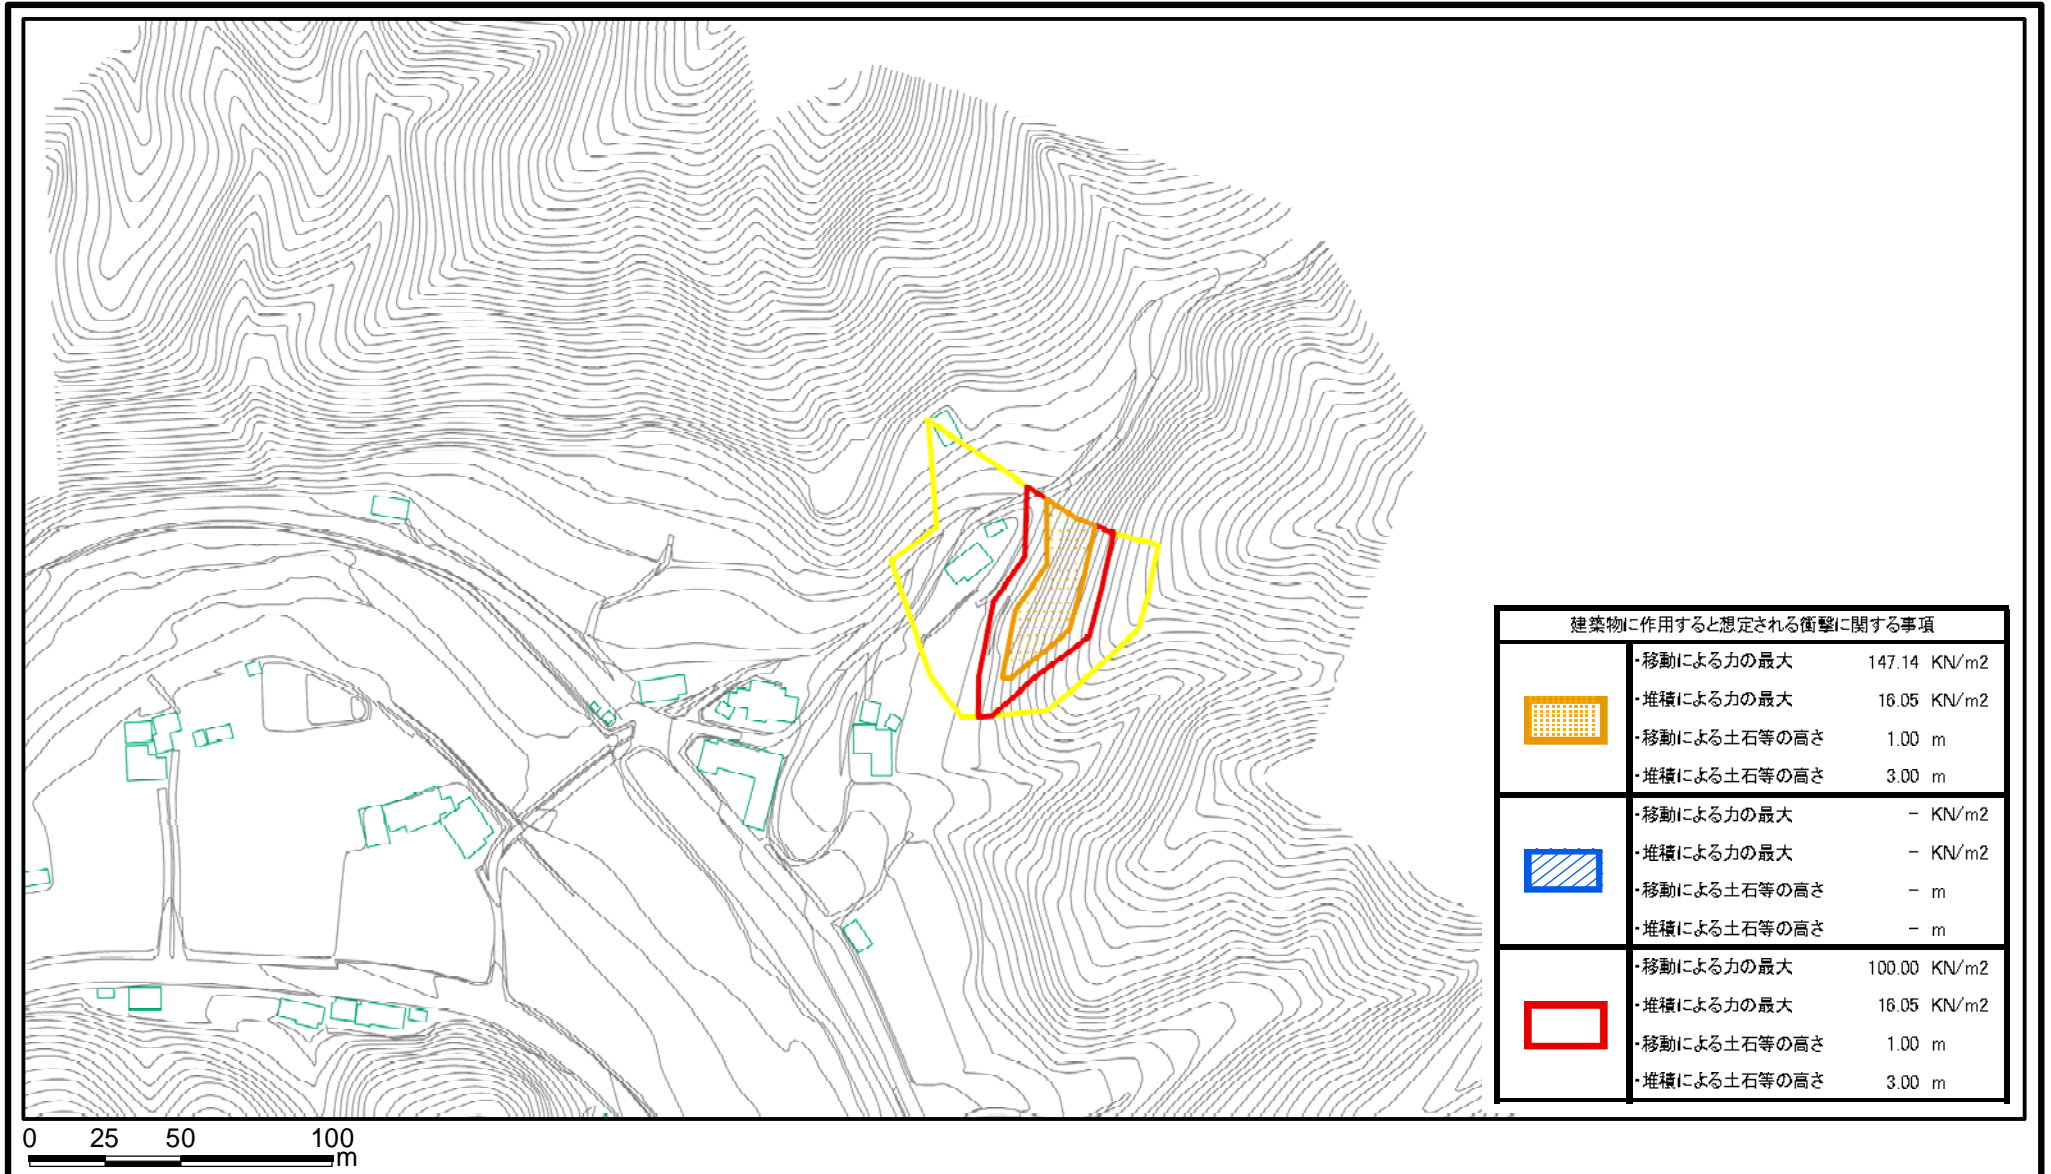 建築物に作用すると想定される衝撃に関する事項
・移動による力の最大 147.14 KN/m2
・堆積による力の最大 16.05 KN/m2
・移動による土石等の高さ 1.00 m
・堆積による土石等の高さ 3.00 m
・移動による力の最大 - KN/m2
・堆積による力の最大 - KN/m2
・移動による土石等の高さ - m
・堆積による土石等の高さ - m
・移動による力の最大 100.00 KN/m2
・堆積による力の最大 16.05 KN/m2
・移動による土石等の高さ 1.00 m
・堆積による土石等の高さ 3.00 m
0 25 50 100
m